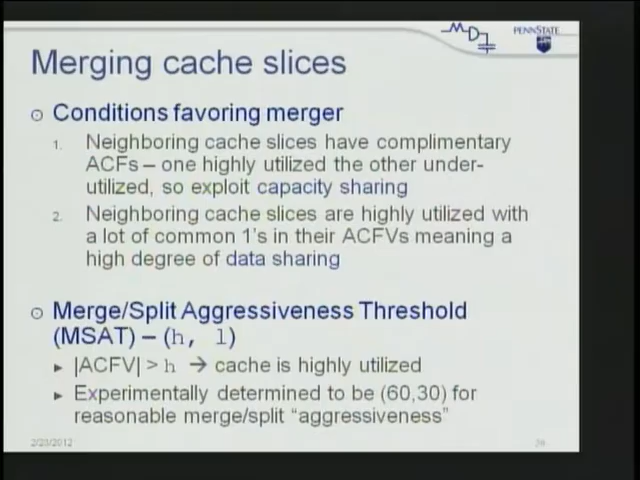 PENNSTATE
Merging cache slices
Conditions favoring merger
1. Neighboring cache slices have complimentary
ACFs – one highly utilized the other under-
utilized, so exploit capacity sharing
2. Neighboring cache slices are highly utilized with
a lot of common 1's in their ACFVs meaning a
high degree of data sharing
Merge/Split Aggressiveness Threshold
(MSAT) – (h, l)
|ACFV| > h → cache is highly utilized
Experimentally determined to be (60,30) for
reasonable merge/split "aggressiveness"
2/23/2012